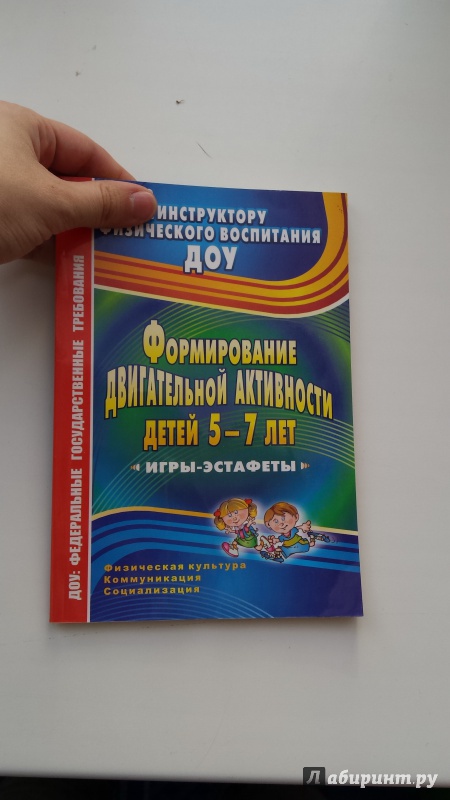 ИНСТРУКТОРУ
ФИЗИЧЕСКОГО ВОСПИТАНИЯ
ДОУ
ДОУ: ФЕДЕРАЛЬНЫЕ ГОСУДАРСТВЕННЫЕ ТРЕБОВАНИЯ
ФОРМИРОВАНИЕ
ДВИГАТЕЛЬНОЙ АКТИВНОСТИ
ДЕТЕЙ 5–7 ЛЕТ
ИГРЫ-ЭСТАФЕТЫ
Физическая культура
Коммуникация
Социализация
Лабиринт.ру